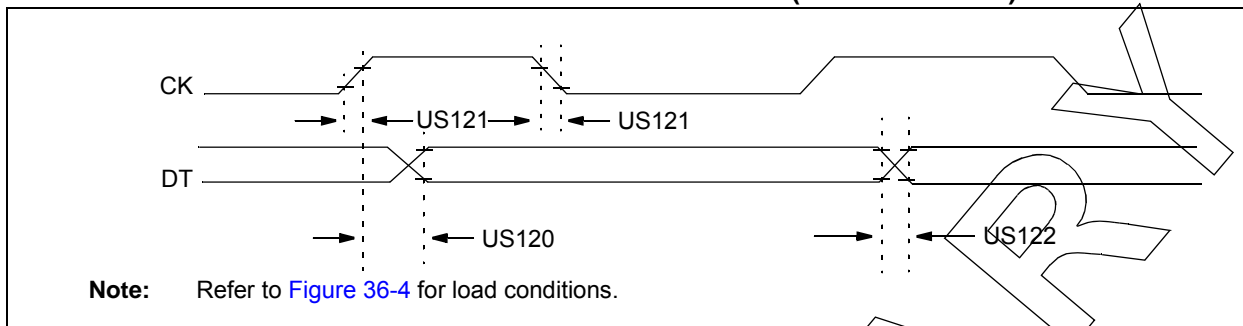 CK
US121 US121
DT
US120 US122
Note: Refer to Figure 36-4 for load conditions.